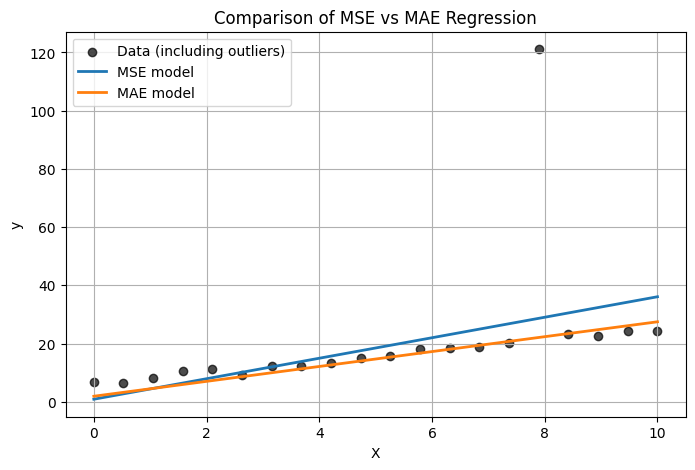 Comparison of MSE vs MAE Regression
Data (including outliers)
MSE model
MAE model
120
100
80
60
40
20
0
y
0 2 4 6 8 10
X